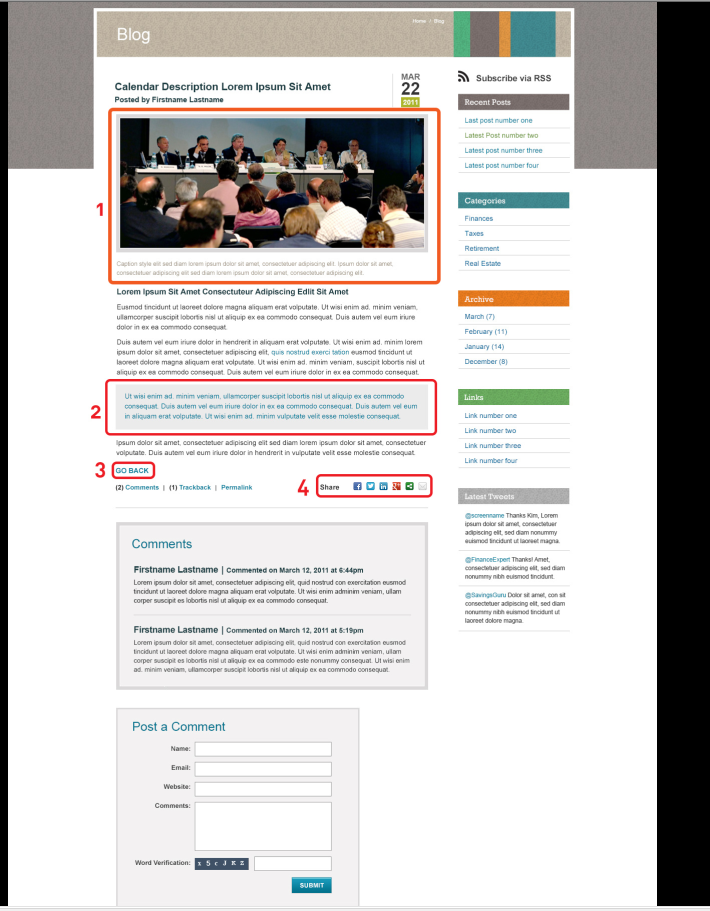 Home > Blog
Blog
Calendar Description Lorem Ipsum Sit Amet
Posted by Firstname Lastname
MAR
22
2011
1
Caption style elit sed diam lorem ipsum dolor sit amet, consectetuer adipiscing elit. Ipsum dolor sit amet,
consectetuer adipiscing elit sed diam lorem ipsum dolor sit amet, consectetuer adipiscing elit
Lorem Ipsum Sit Amet Consectuteur Adipiscing Edlit Sit Amet
Eusmod tincidunt ut laoreet dolore magna aliquam erat volputate. Ut wisi enim ad. minim veniam,
ullamcorper suscipit lobortis nisl ut aliquip ex ea commodo consequat. Duis autem vel eum iriure
dolor in ex ea commodo consequat.
Duis autem vel eum iriure dolor in hendrerit in aliquam erat volputate. Ut wisi enim ad. minim lorem
ipsum dolor sit amet, consectetuer adipiscing elit, quis nostrud exerci tation eusmod tincidunt ut
laoreet dolore magna aliquam erat volputate. Ut wisi enim ad. minim veniam, suscipit lobortis nisl ut
aliquip ex ea commodo consequat. Duis autem vel eum iriure dolor in ex ea commodo consequat.
2
Ut wisi enim ad. minim veniam, ullamcorper suscipit lobortis nisl ut aliquip ex ea commodo
consequat. Duis autem vel eum iriure dolor in ex ea commodo consequat. Duis autem vel eum
in aliquam erat volputate. Ut wisi enim ad. minim vulputate velit esse molestie consequat.
Ipsum dolor sit amet, consectetuer adipiscing elit sed diam lorem ipsum dolor sit amet, consectetuer
volputate. Duis autem vel eum iriure dolor in hendrerit in vulputate velit esse molestie consequat.
3
GO BACK
(2) Comments | (1) Trackback | Permalink
4
Share
Comments
Firstname Lastname | Commented on March 12, 2011 at 6:44pm
Lorem ipsum dolor sit amet, consectetuer adipiscing elit, quid nostrud con exercitation eusmod
tincidunt ut laoreet dolore magna aliquam erat volputate. Ut wisi enim adminim veniam, ullam
corper suscipit es lobortis nisl ut aliquip ex ea commodo consequat.
Firstname Lastname | Commented on March 12, 2011 at 5:19pm
Lorem ipsum dolor sit amet, consectetuer adipiscing elit, quid nostrud con exercitation eusmod
tincidunt ut laoreet dolore magna aliquam erat volputate. Ut wisi enim adminim veniam, ullam
corper suscipit es lobortis nisl ut aliquip ex ea commodo este nonummy consequat. Ut wisi enim
ad. minim veniam, ullamcorper suscipit lobortis nisl ut aliquip ex ea commodo consequat.
Post a Comment
Name:
Email:
Website:
Comments:
Word Verification:
x 5 c J K Z
SUBMIT
Subscribe via RSS
Recent Posts
Last post number one
Latest Post number two
Latest post number three
Latest post number four
Categories
Finances
Taxes
Retirement
Real Estate
Archive
March (7)
February (11)
January (14)
December (8)
Links
Link number one
Link number two
Link number three
Link number four
Latest Tweets
@screenname Thanks Kim, Lorem
ipsum dolor sit amet, consectetuer
adipiscing elit, sed diam nonummy
euismod tincidunt ut laoreet magna.
@FinanceExpert Thanks! Amet,
consectetuer adipiscing elit, sed diam
nonummy nibh euismod tincidunt.
@SavingsGuru Dolor sit amet, con sit
consectetuer adipiscing elit, sed diam
nonummy nibh euismod tincidunt ut
laoreet dolore magna.